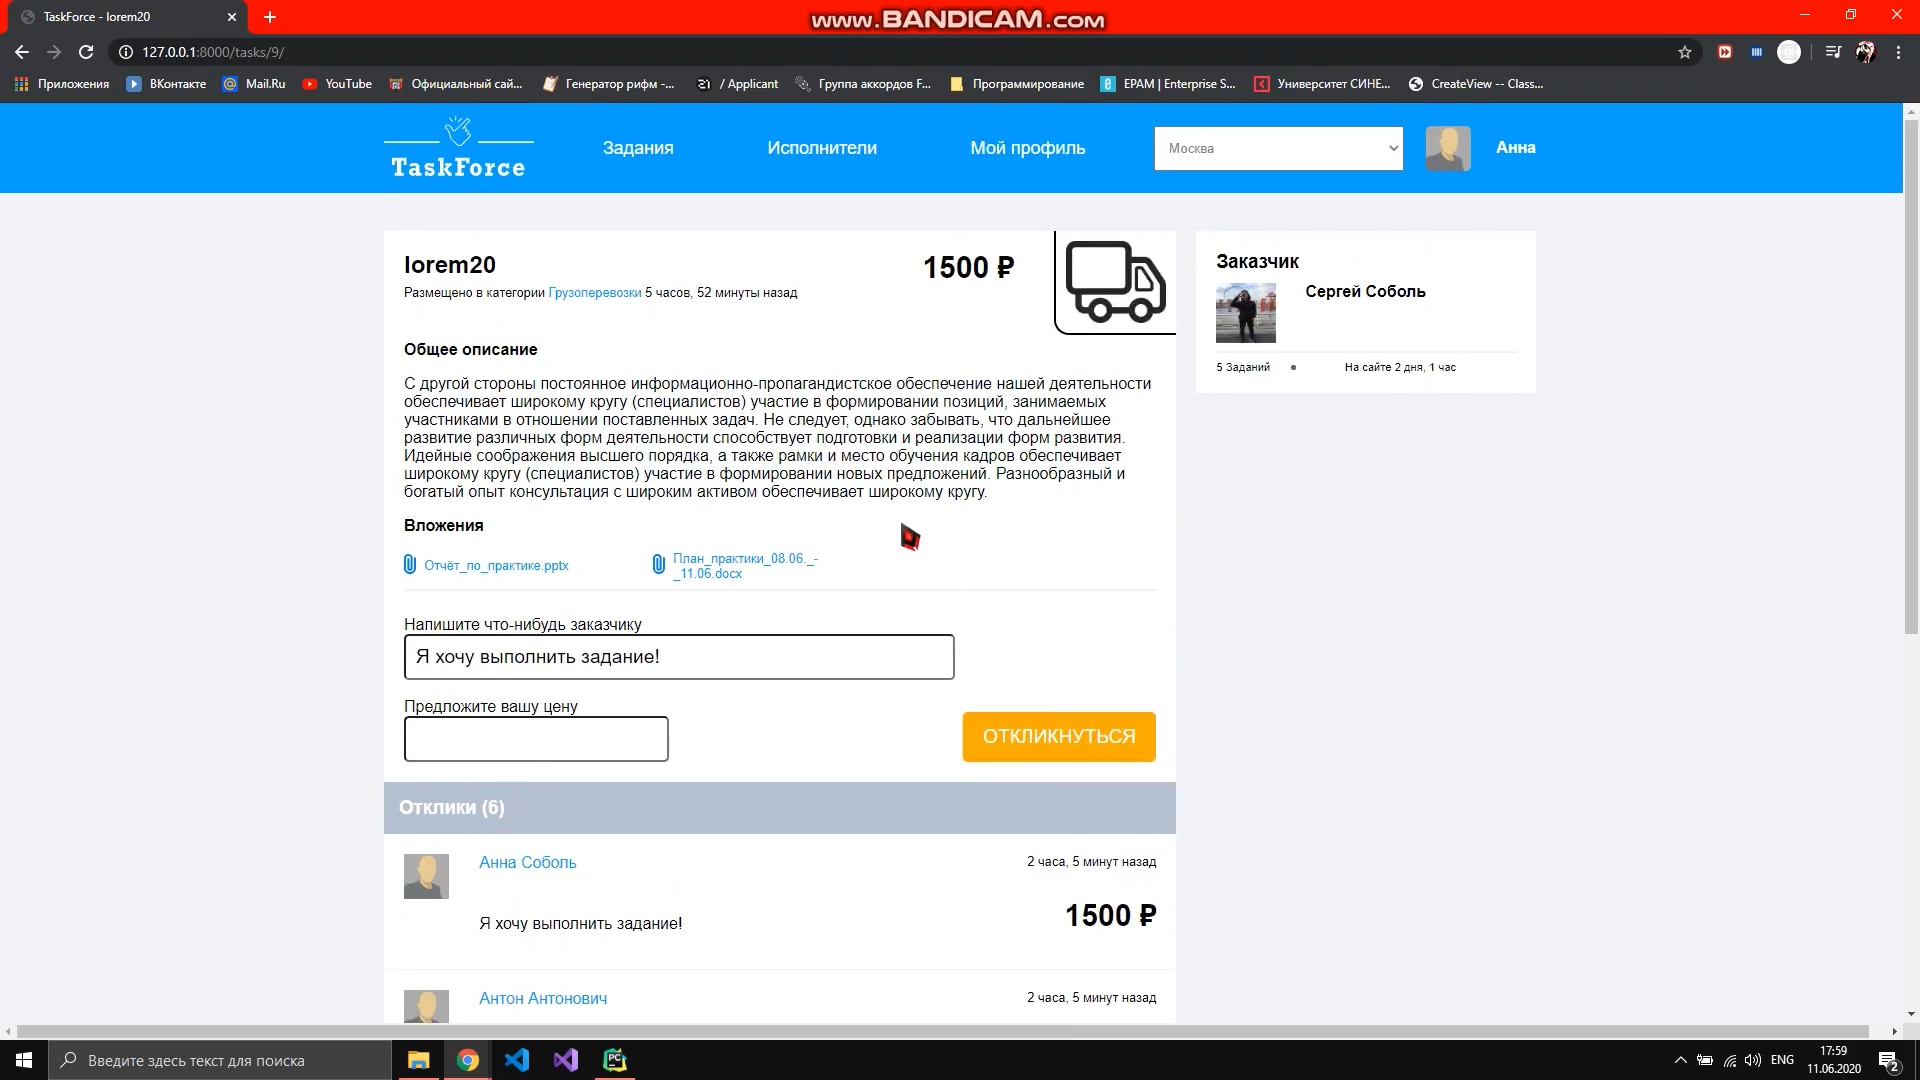 TaskForce - lorem20
www.BANDICAM.com
127.0.0.1:8000/tasks/9/
Приложения
ВКонтакте
Mail.Ru
YouTube
Официальный сай...
Генератор рифм -...
/ Applicant
Группа аккордов F...
Программирование
EPAM | Enterprise S...
Университет СИНЕ...
CreateView -- Class...
TaskForce
Задания
Исполнители
Мой профиль
Москва
Анна
lorem20
1500 ₽
Размещено в категории Грузоперевозки 5 часов, 52 минуты назад
Общее описание
С другой стороны постоянное информационно-пропагандистское обеспечение нашей деятельности
обеспечивает широкому кругу (специалистов) участие в формировании позиций, занимаемых
участниками в отношении поставленных задач. Не следует, однако забывать, что дальнейшее
развитие различных форм деятельности способствует подготовки и реализации форм развития.
Идейные соображения высшего порядка, а также рамки и место обучения кадров обеспечивает
широкому кругу (специалистов) участие в формировании новых предложений. Разнообразный и
богатый опыт консультация с широким активом обеспечивает широкому кругу.
Вложения
Отчёт_по_практике.pptx
План_практики_08.06._-
_11.06.docx
Напишите что-нибудь заказчику
Я хочу выполнить задание!
Предложите вашу цену
ОТКЛИКНУТЬСЯ
Отклики (6)
Анна Соболь
2 часа, 5 минут назад
Я хочу выполнить задание!
1500 ₽
Антон Антонович
2 часа, 5 минут назад
Заказчик
Сергей Соболь
5 Заданий
На сайте 2 дня, 1 час
Введите здесь текст для поиска
PC
ENG
17:59
11.06.2020
2